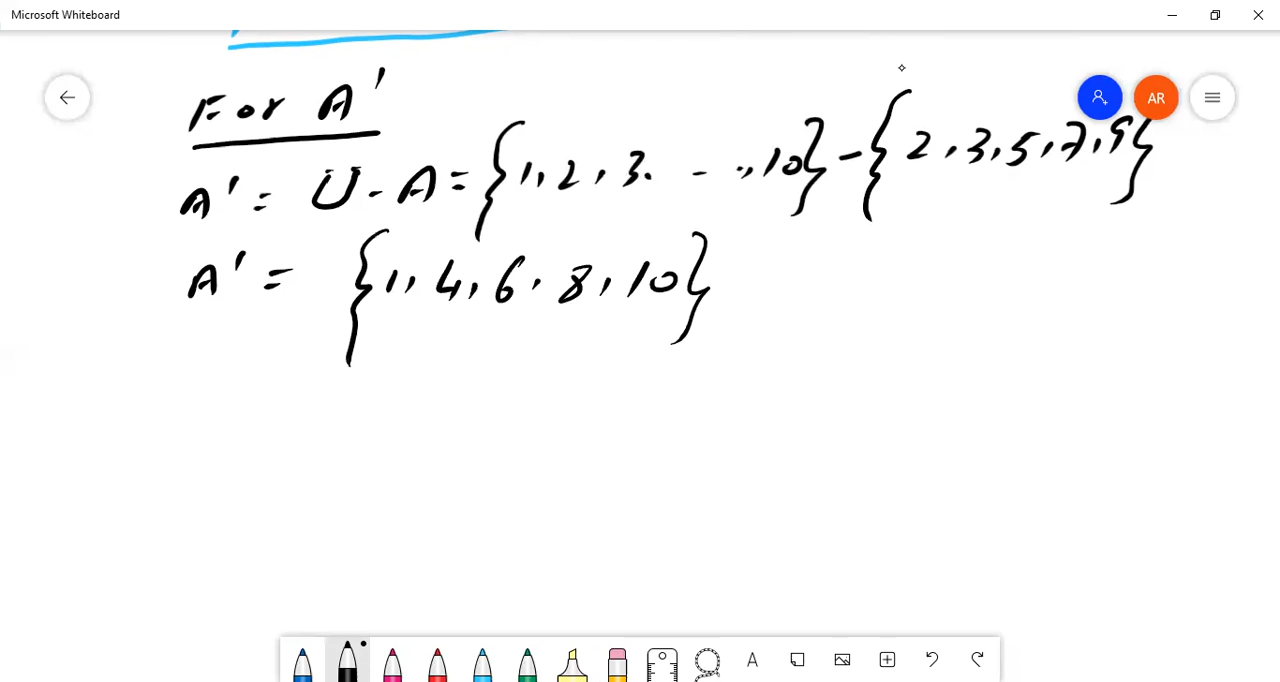 Microsoft Whiteboard
AR
For A'
A' = U - A = {1, 2, 3. - ., 10} - {2, 3, 5, 7, 9}
A' = {1, 4, 6, 8, 10}
A